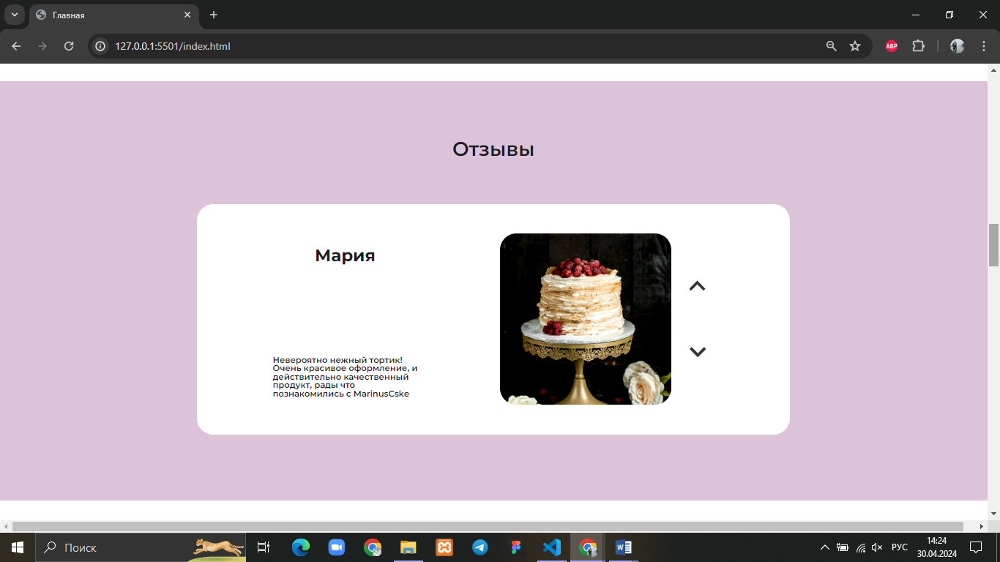 Главная
127.0.0.1:5501/index.html
ABP
Отзывы
Мария
Невероятно нежный тортик!
Очень красивое оформление, и
действительно качественный
продукт, рады что
познакомились с MarinusCske
Поиск
РУС
14:24
30.04.2024